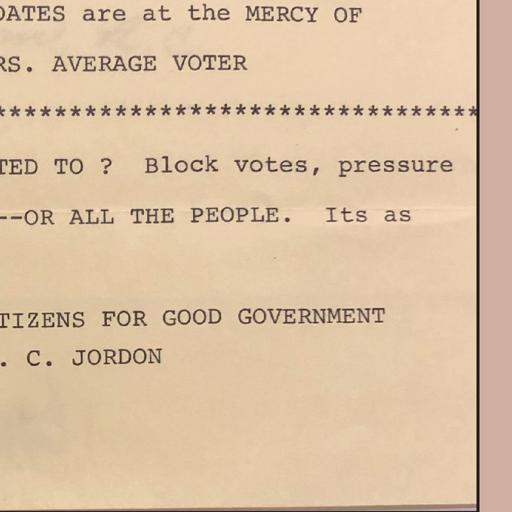 DATES are at the MERCY OF
RS. AVERAGE VOTER
***********************************
TED TO ?  Block votes, pressure
--OR ALL THE PEOPLE.  Its as
TIZENS FOR GOOD GOVERNMENT
. C. JORDON